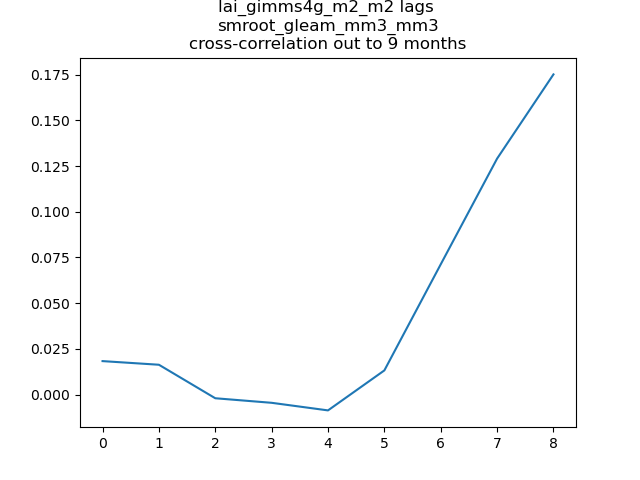 lai_gimms4g_m2_m2 lags
smroot_gleam_mm3_mm3
cross-correlation out to 9 months
0.175
0.150
0.125
0.100
0.075
0.050
0.025
0.000
0 1 2 3 4 5 6 7 8